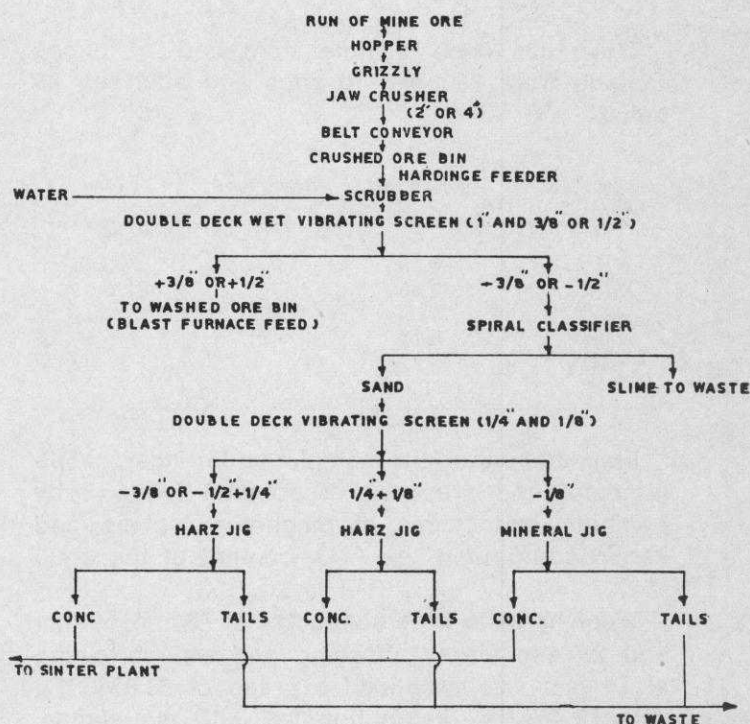 RUN OF MINE ORE
HOPPER
GRIZZLY
JAW CRUSHER
(2" OR 4")
BELT CONVEYOR
CRUSHED ORE BIN
HARDINGE FEEDER
WATER SCRUBBER
DOUBLE DECK WET VIBRATING SCREEN (1" AND 3/8" OR 1/2")
+3/8" OR +1/2" -3/8" OR -1/2"
TO WASHED ORE BIN
(BLAST FURNACE FEED)
SPIRAL CLASSIFIER
SAND SLIME TO WASTE
DOUBLE DECK VIBRATING SCREEN (1/4" AND 1/8")
-3/8" OR -1/2" +1/4" 1/4" +1/8" -1/8"
HARZ JIG HARZ JIG MINERAL JIG
CONC TAILS CONC. TAILS CONC. TAILS
TO SINTER PLANT
TO WASTE